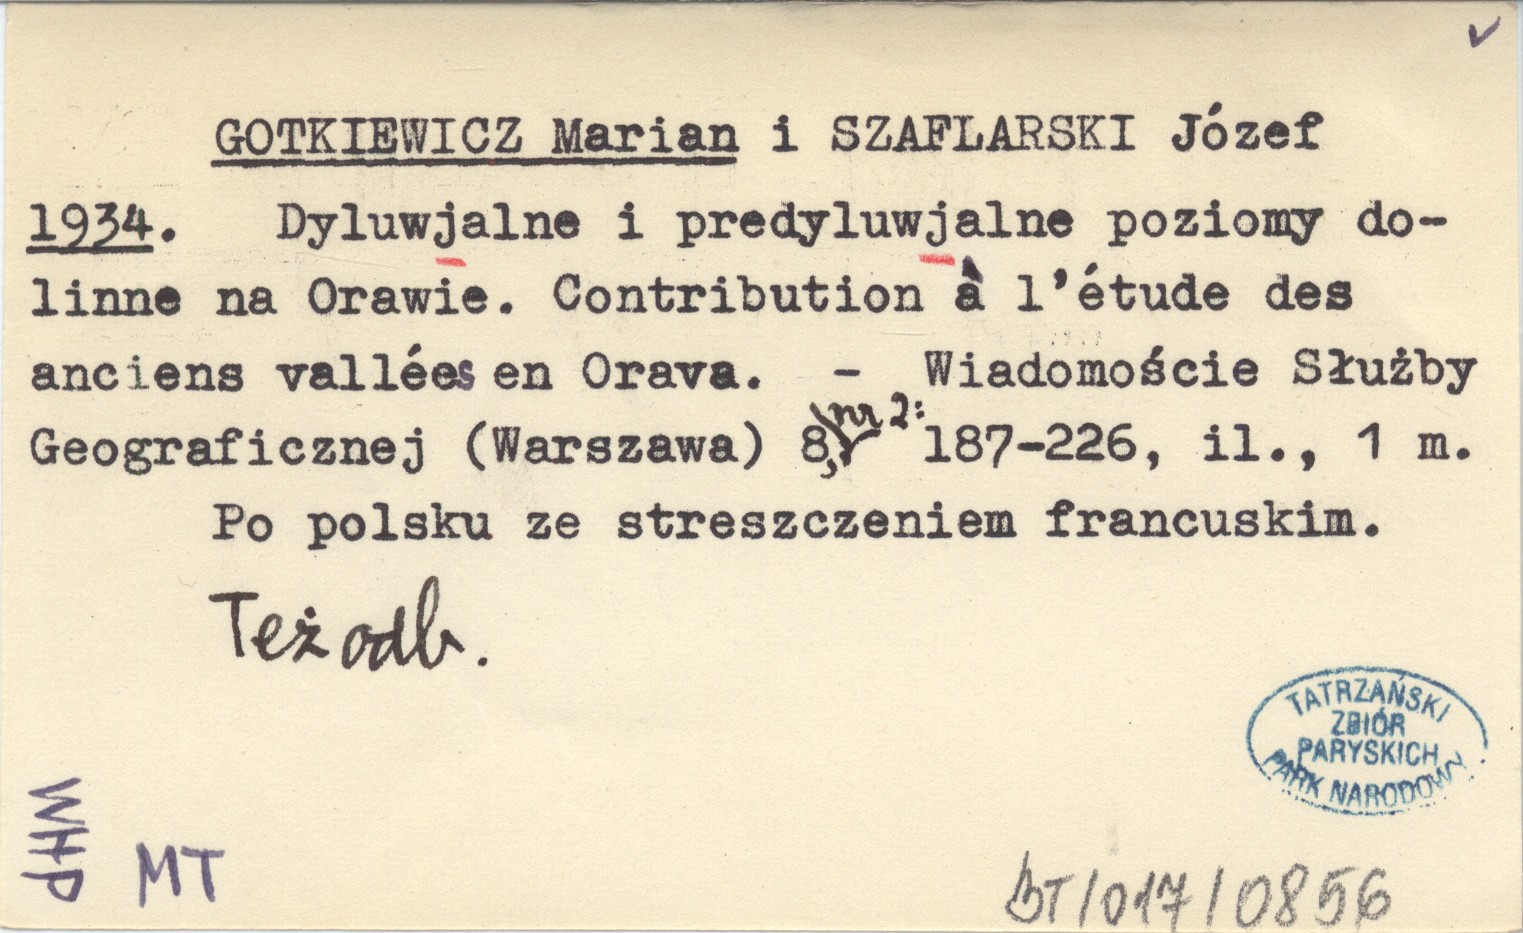 GOTKIEWICZ Marian i SZAFLARSKI Józef
1934. Dyluwjalne i predyluwjalne poziomy do-
linne na Orawie. Contribution à l'étude des
anciens vallées en Orava. - Wiadomoście Służby
Geograficznej (Warszawa) 8, nr 2: 187-226, il., 1 m.
Po polsku ze streszczeniem francuskim.
Też odb.
TATRZAŃSKI
ZBIÓR
PARYSKICH
PARK NARODOWY
WHP
MT
BT/017/0856